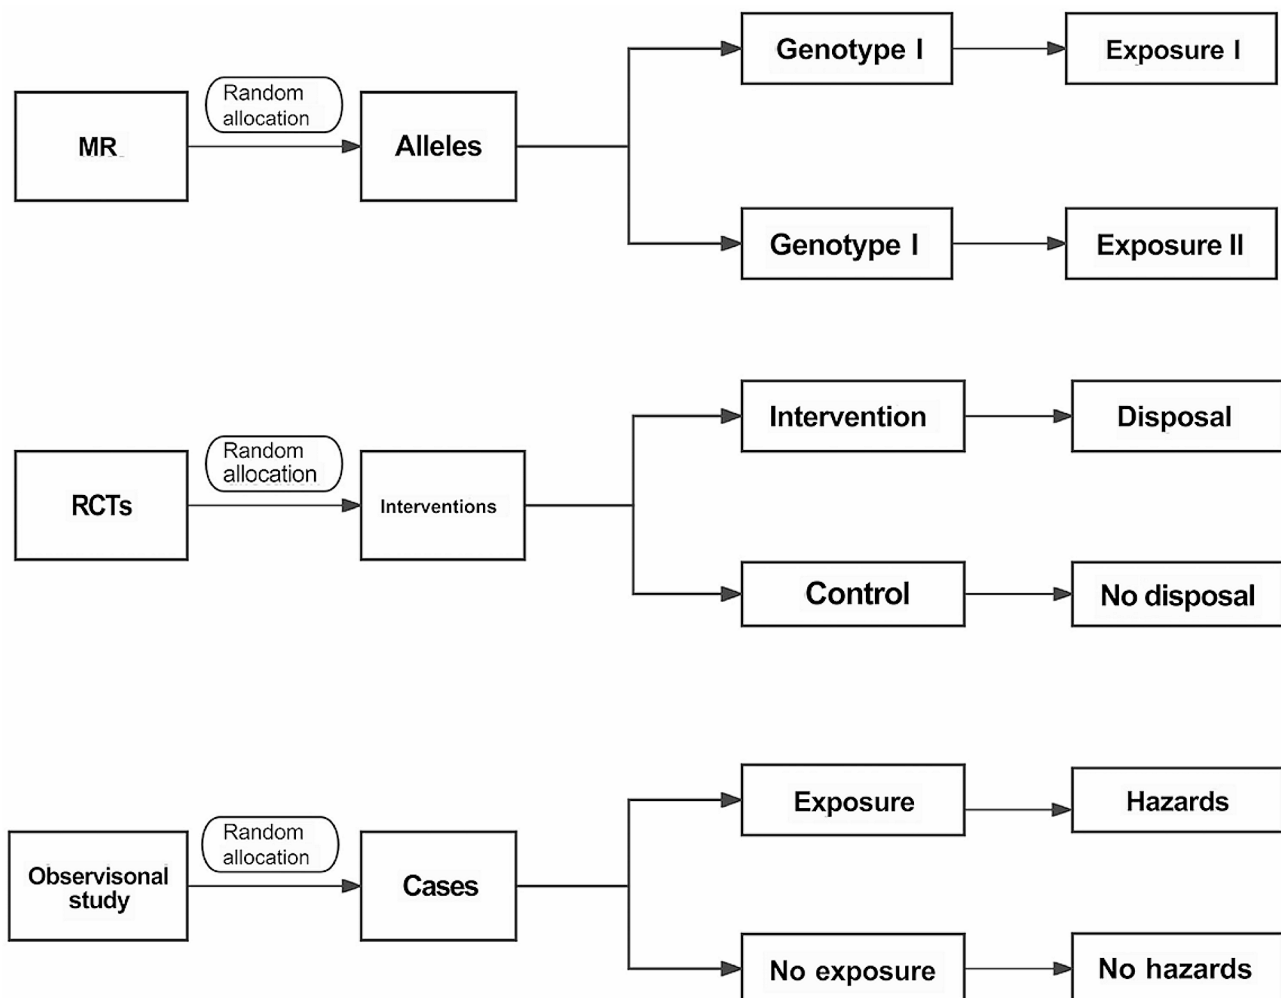 MR
Random
allocation
Alleles
Genotype I
Exposure I
Genotype I
Exposure II
RCTs
Random
allocation
Interventions
Intervention
Disposal
Control
No disposal
Observisonal
study
Random
allocation
Cases
Exposure
Hazards
No exposure
No hazards